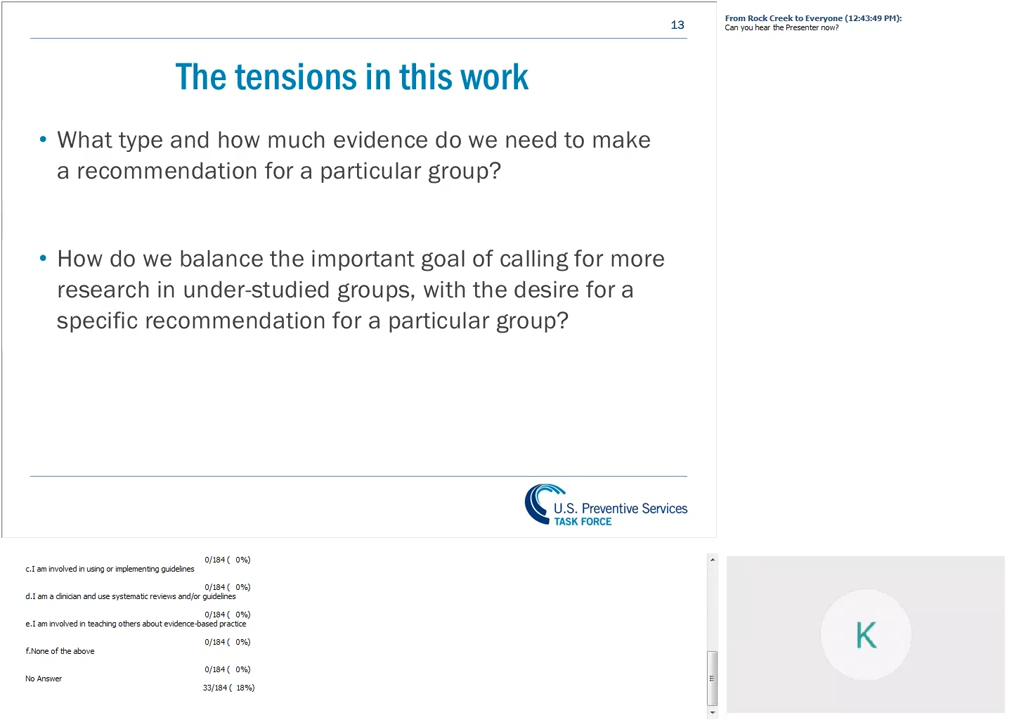 13
The tensions in this work
• What type and how much evidence do we need to make
a recommendation for a particular group?
• How do we balance the important goal of calling for more
research in under-studied groups, with the desire for a
specific recommendation for a particular group?
U.S. Preventive Services
TASK FORCE
From Rock Creek to Everyone (12:43:49 PM):
Can you hear the Presenter now?
0/184 ( 0%)
c.I am involved in using or implementing guidelines
0/184 ( 0%)
d.I am a clinician and use systematic reviews and/or guidelines
0/184 ( 0%)
e.I am involved in teaching others about evidence-based practice
0/184 ( 0%)
f.None of the above
0/184 ( 0%)
No Answer
33/184 ( 18%)
K